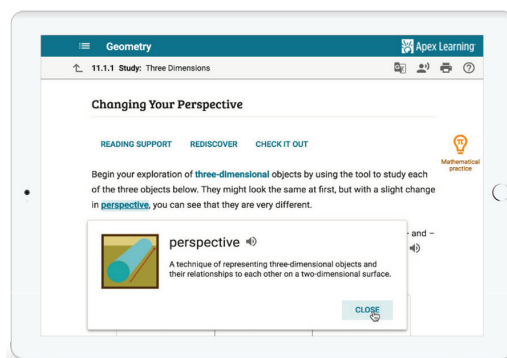 Geometry
Apex Learning
11.1.1 Study: Three Dimensions
Changing Your Perspective
READING SUPPORT REDISCOVER CHECK IT OUT
Mathematical
practice
Begin your exploration of three-dimensional objects by using the tool to study each
of the three objects below. They might look the same at first, but with a slight change
in perspective, you can see that they are very different.
- and –
perspective
A technique of representing three-dimensional objects and
their relationships to each other on a two-dimensional surface.
CLOSE